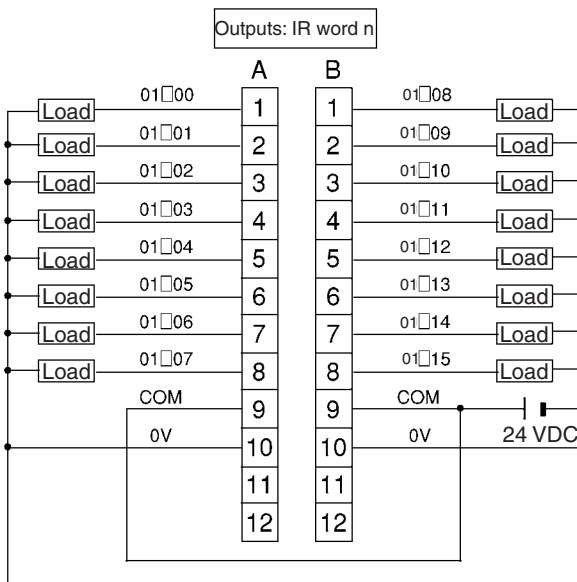 Outputs: IR word n
A B
Load 01□00 1 1 01□08 Load
Load 01□01 2 2 01□09 Load
Load 01□02 3 3 01□10 Load
Load 01□03 4 4 01□11 Load
Load 01□04 5 5 01□12 Load
Load 01□05 6 6 01□13 Load
Load 01□06 7 7 01□14 Load
Load 01□07 8 8 01□15 Load
COM 9 9 COM
0V 10 10 0V 24 VDC
11 11
12 12